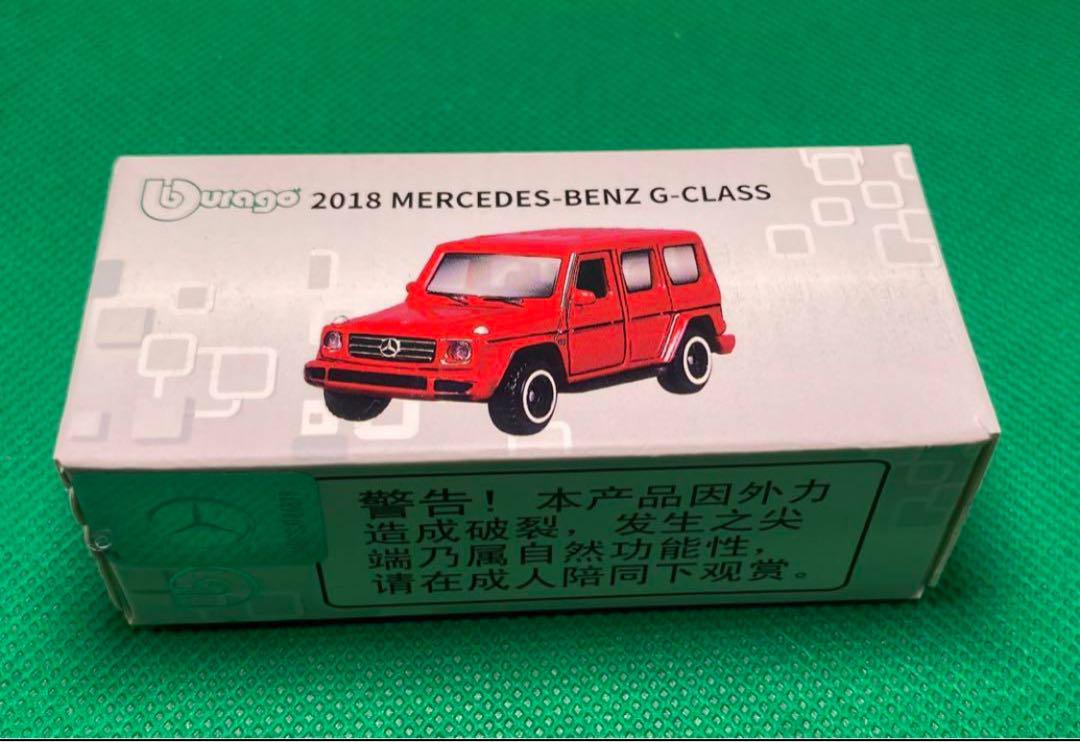 burago 2018 MERCEDES-BENZ G-CLASS
警告！本产品因外力
造成破裂，发生之尖
端乃属自然功能性，
请在成人陪同下观赏。